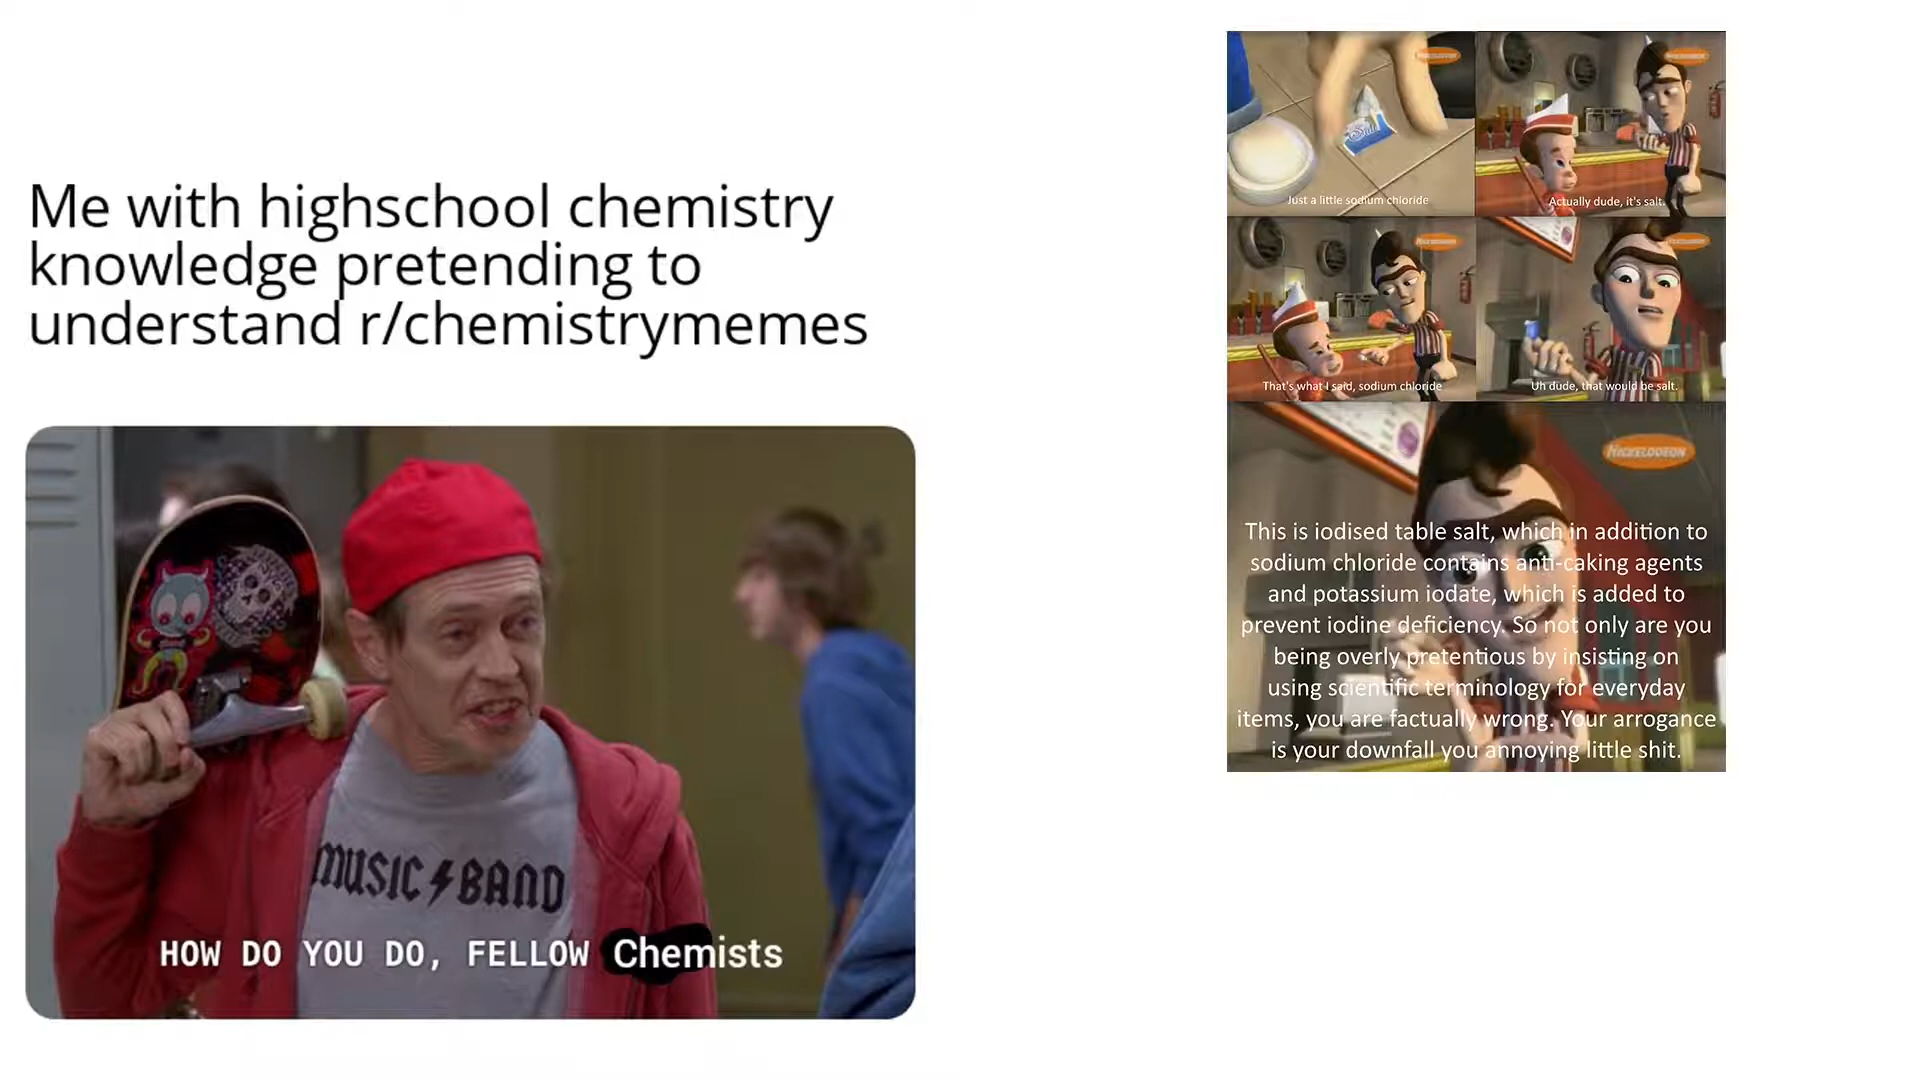 Me with highschool chemistry
knowledge pretending to
understand r/chemistrymemes
MUSIC BAND
HOW DO YOU DO, FELLOW Chemists
NICKELODEON
Salt
Just a little sodium chloride
NICKELODEON
Actually dude, it's salt.
NICKELODEON
That's what I said, sodium chloride
Uh dude, that would be salt.
NICKELODEON
This is iodised table salt, which in addition to
sodium chloride contains anti-caking agents
and potassium iodate, which is added to
prevent iodine deficiency. So not only are you
being overly pretentious by insisting on
using scientific terminology for everyday
items, you are factually wrong. Your arrogance
is your downfall you annoying little shit.